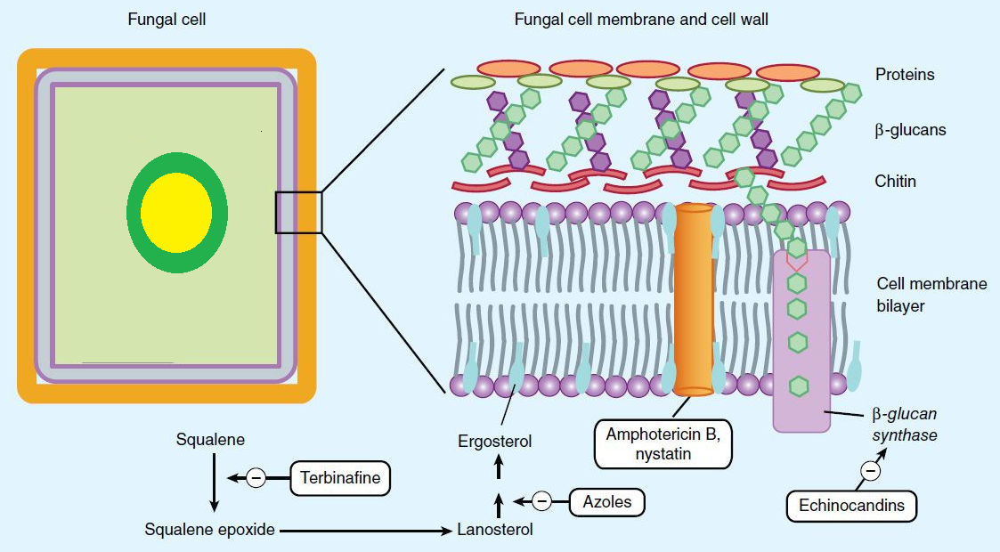 Fungal cell
Fungal cell membrane and cell wall
Proteins
β-glucans
Chitin
Cell membrane
bilayer
β-glucan
synthase
Squalene
Terbinafine
Squalene epoxide
Ergosterol
Amphotericin B,
nystatin
Azoles
Lanosterol
Echinocandins
−
−
−